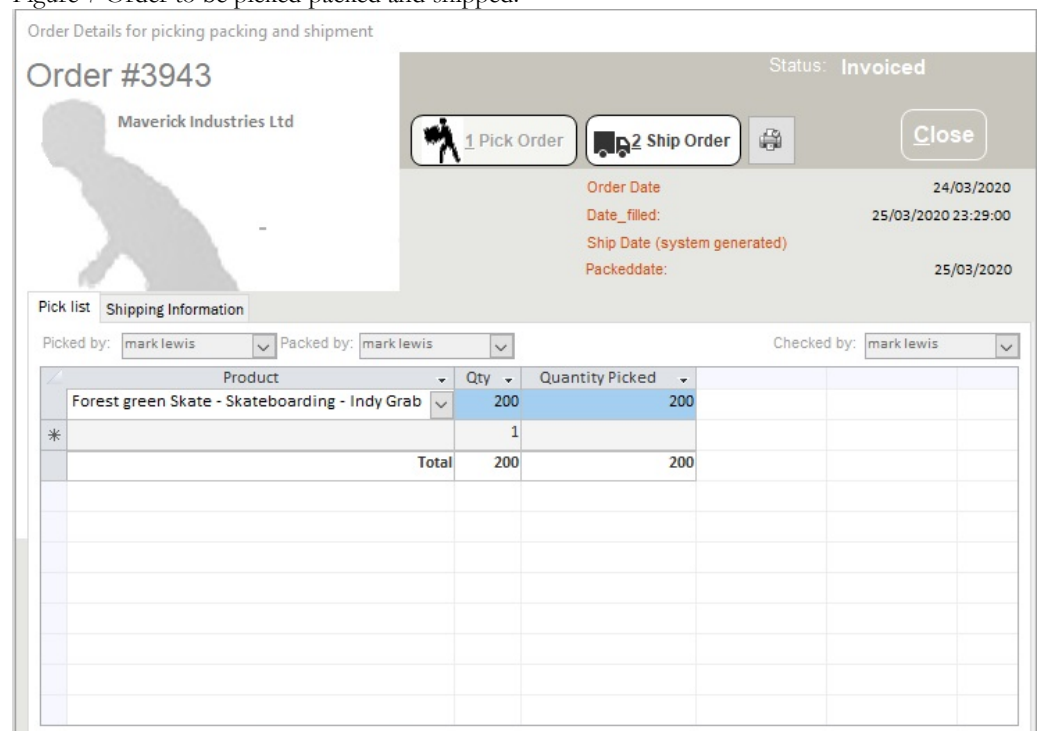 Figure 7 Order to be picked packed and shipped.
Order Details for picking packing and shipment
Order #3943
Status: Invoiced
Maverick Industries Ltd
1 Pick Order
2 Ship Order
Close
Order Date 24/03/2020
Date_filled: 25/03/2020 23:29:00
-
Ship Date (system generated)
Packeddate: 25/03/2020
Pick list Shipping Information
Picked by: mark lewis Packed by: mark lewis Checked by: mark lewis
Product Qty Quantity Picked
Forest green Skate - Skateboarding - Indy Grab 200 200
* 1
Total 200 200